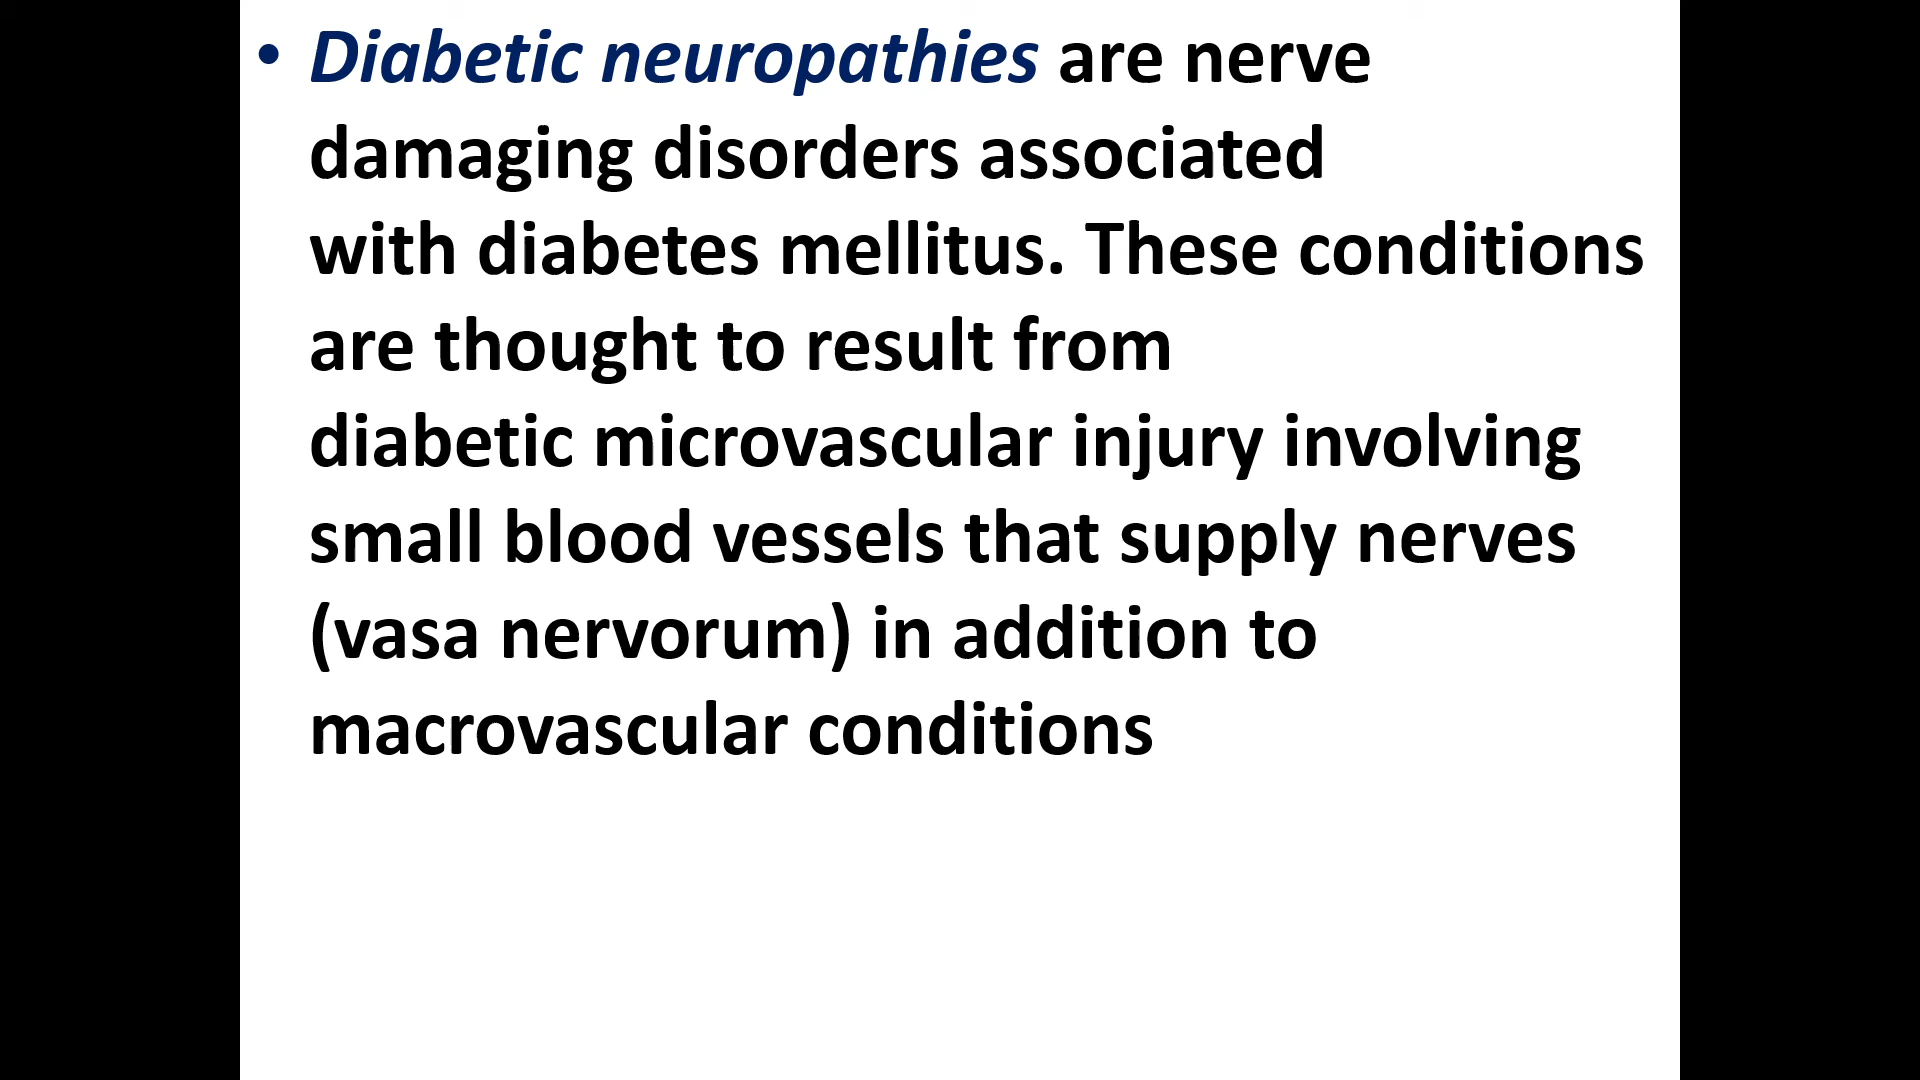 • Diabetic neuropathies are nerve
damaging disorders associated
with diabetes mellitus. These conditions
are thought to result from
diabetic microvascular injury involving
small blood vessels that supply nerves
(vasa nervorum) in addition to
macrovascular conditions